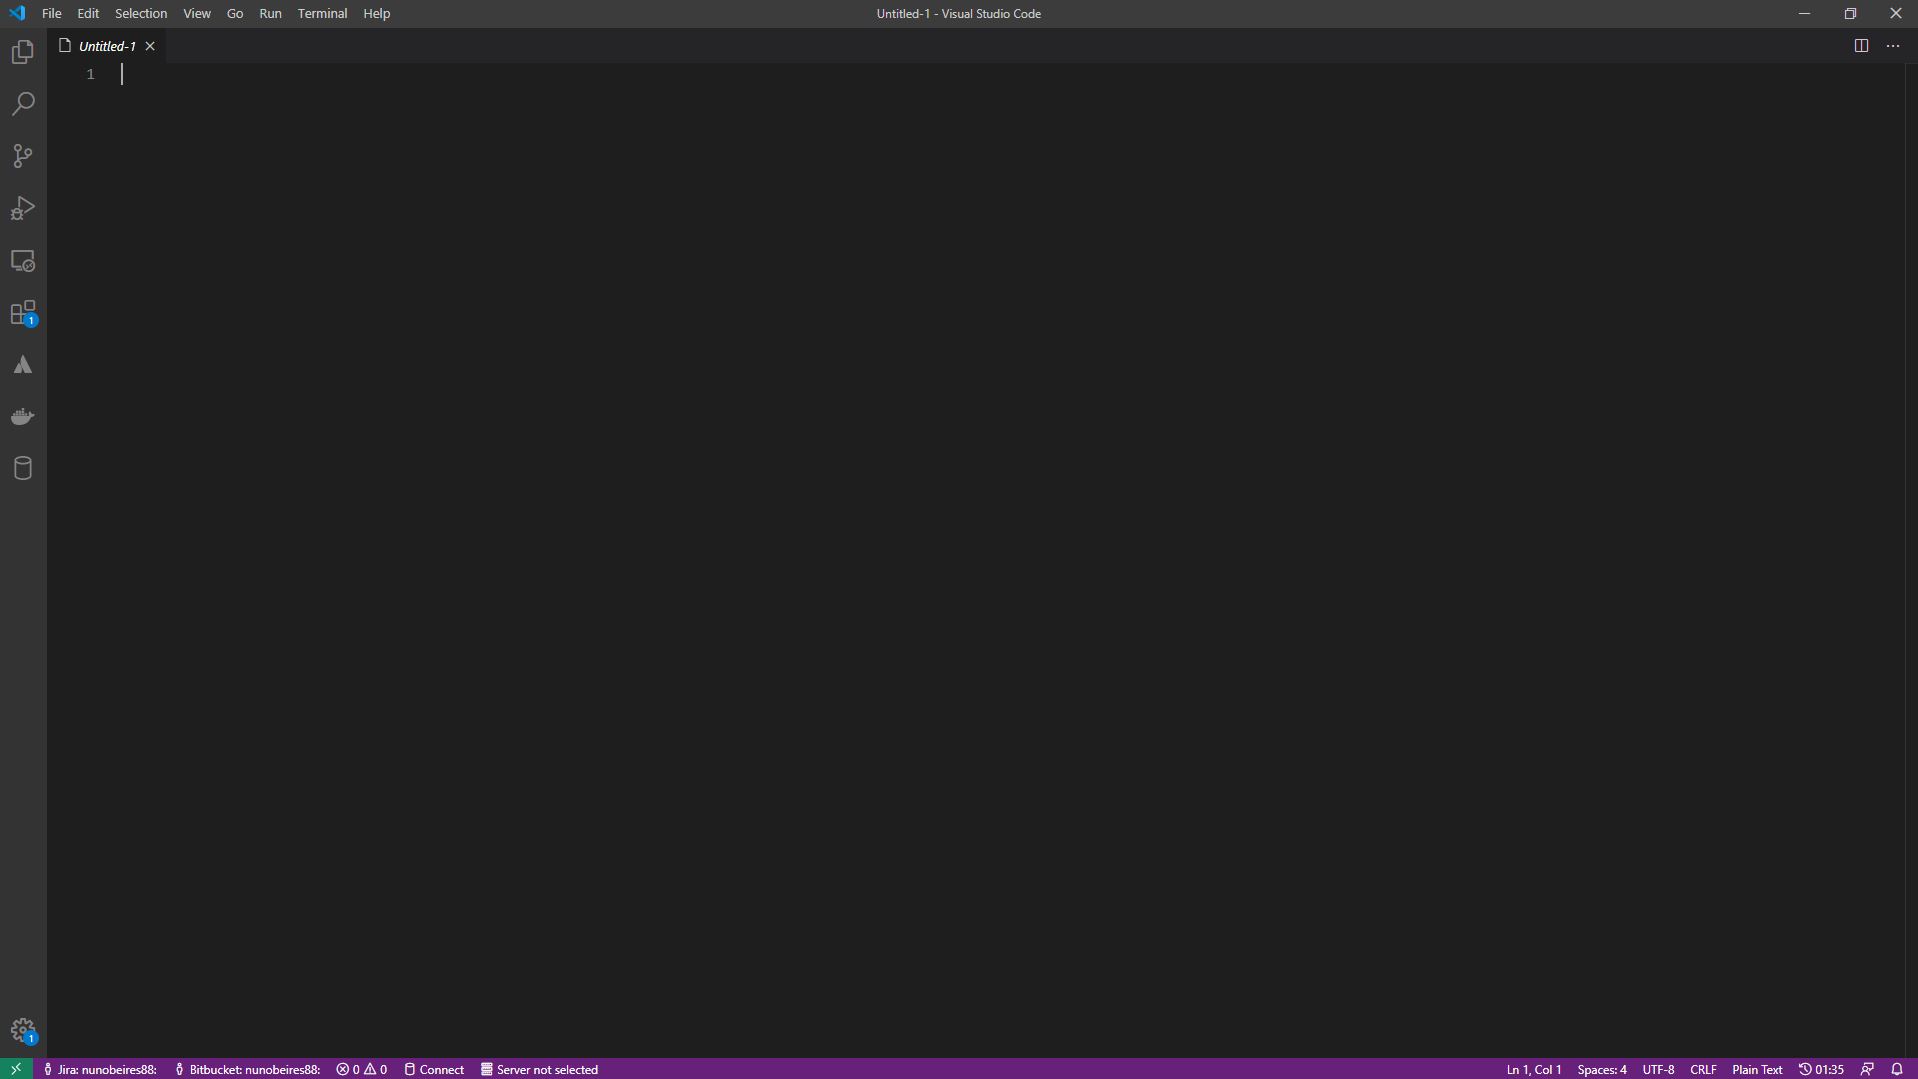 File Edit Selection View Go Run Terminal Help
Untitled-1 - Visual Studio Code
Untitled-1
1
1
1
Jira: nunobeires88: Bitbucket: nunobeires88: 0 0 Connect Server not selected
Ln 1, Col 1 Spaces: 4 UTF-8 CRLF Plain Text 01:35